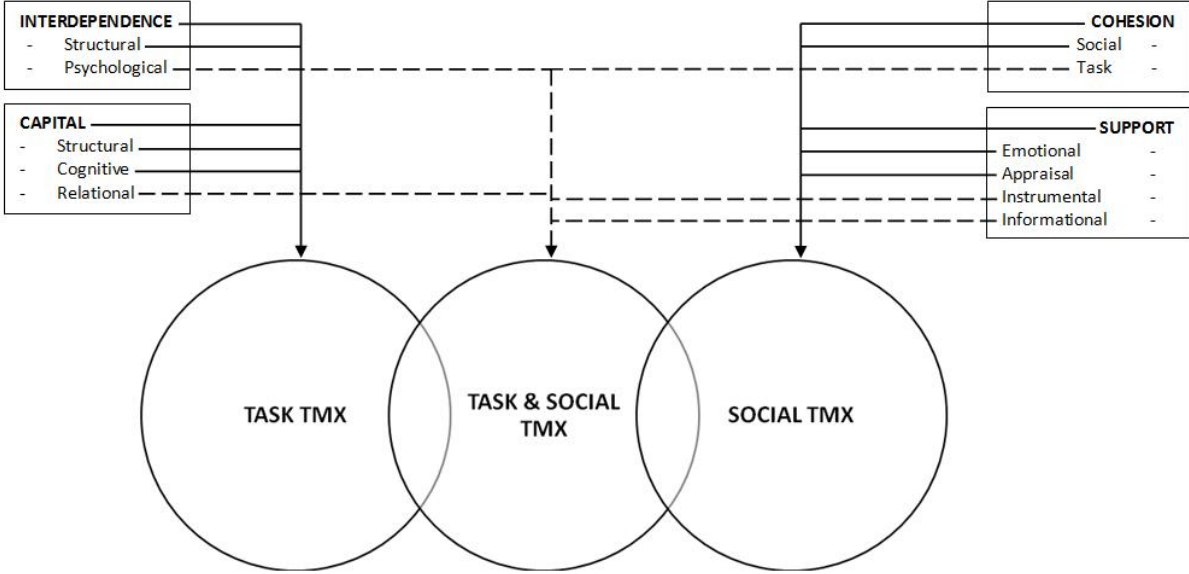 INTERDEPENDENCE
- Structural
- Psychological
CAPITAL
- Structural
- Cognitive
- Relational
COHESION
Social -
Task -
SUPPORT
Emotional -
Appraisal -
Instrumental -
Informational -
TASK TMX
TASK & SOCIAL
TMX
SOCIAL TMX